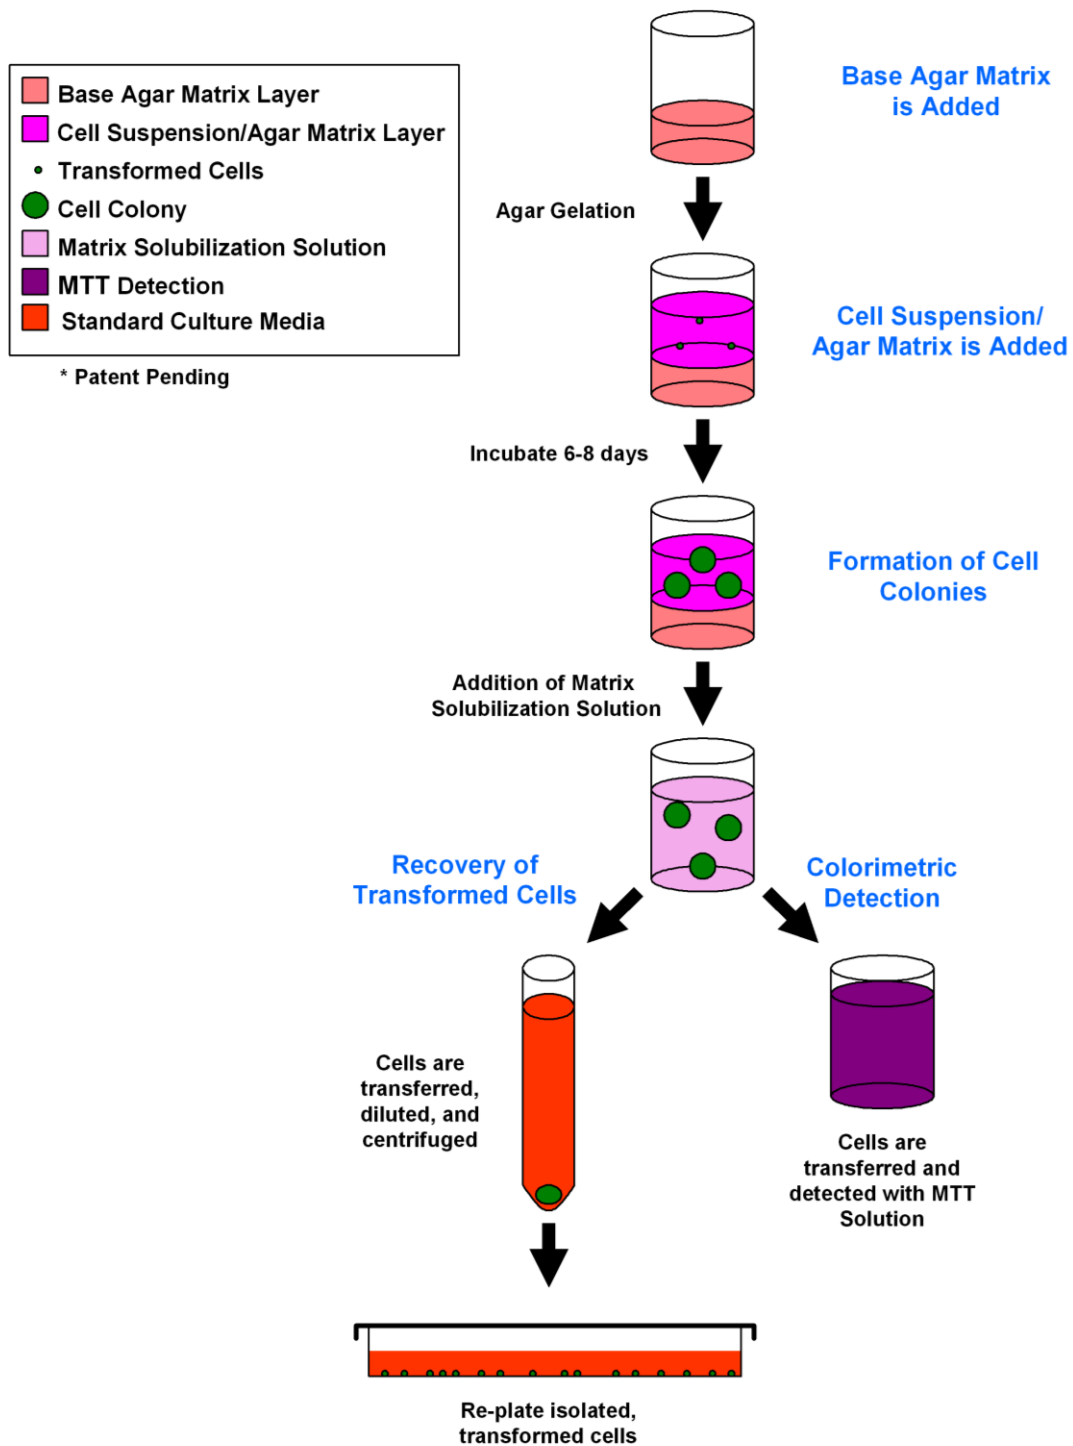 Base Agar Matrix Layer
Cell Suspension/Agar Matrix Layer
Transformed Cells
Cell Colony
Matrix Solubilization Solution
MTT Detection
Standard Culture Media
* Patent Pending
Base Agar Matrix
is Added
Agar Gelation
Cell Suspension/
Agar Matrix is Added
Incubate 6-8 days
Formation of Cell
Colonies
Addition of Matrix
Solubilization Solution
Recovery of
Transformed Cells
Colorimetric
Detection
Cells are
transferred,
diluted, and
centrifuged
Cells are
transferred and
detected with MTT
Solution
Re-plate isolated,
transformed cells